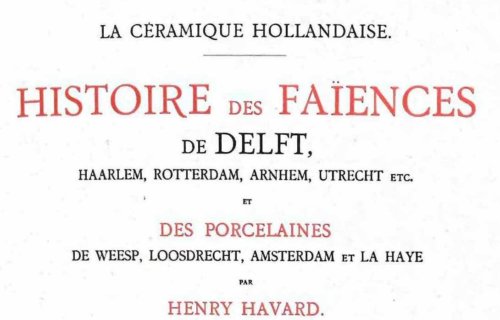 LA CÉRAMIQUE HOLLANDAISE.
HISTOIRE DES FAÏENCES
DE DELFT,
HAARLEM, ROTTERDAM, ARNHEM, UTRECHT ETC.
ET
DES PORCELAINES
DE WEESP, LOOSDRECHT, AMSTERDAM ET LA HAYE
PAR
HENRY HAVARD.